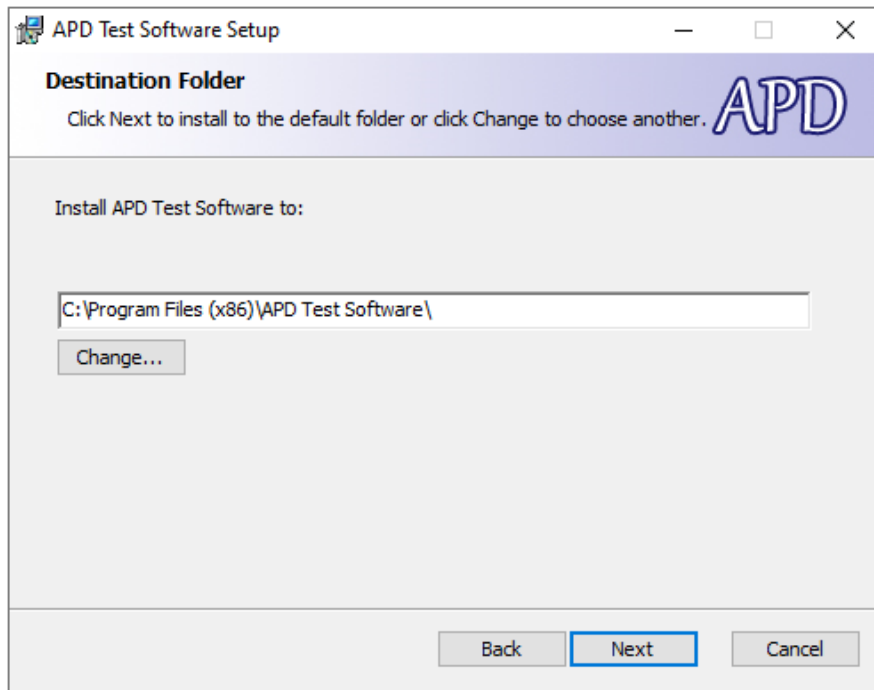 APD Test Software Setup
Destination Folder
Click Next to install to the default folder or click Change to choose another.
APD
Install APD Test Software to:
C:\Program Files (x86)\APD Test Software\
Change...
Back
Next
Cancel